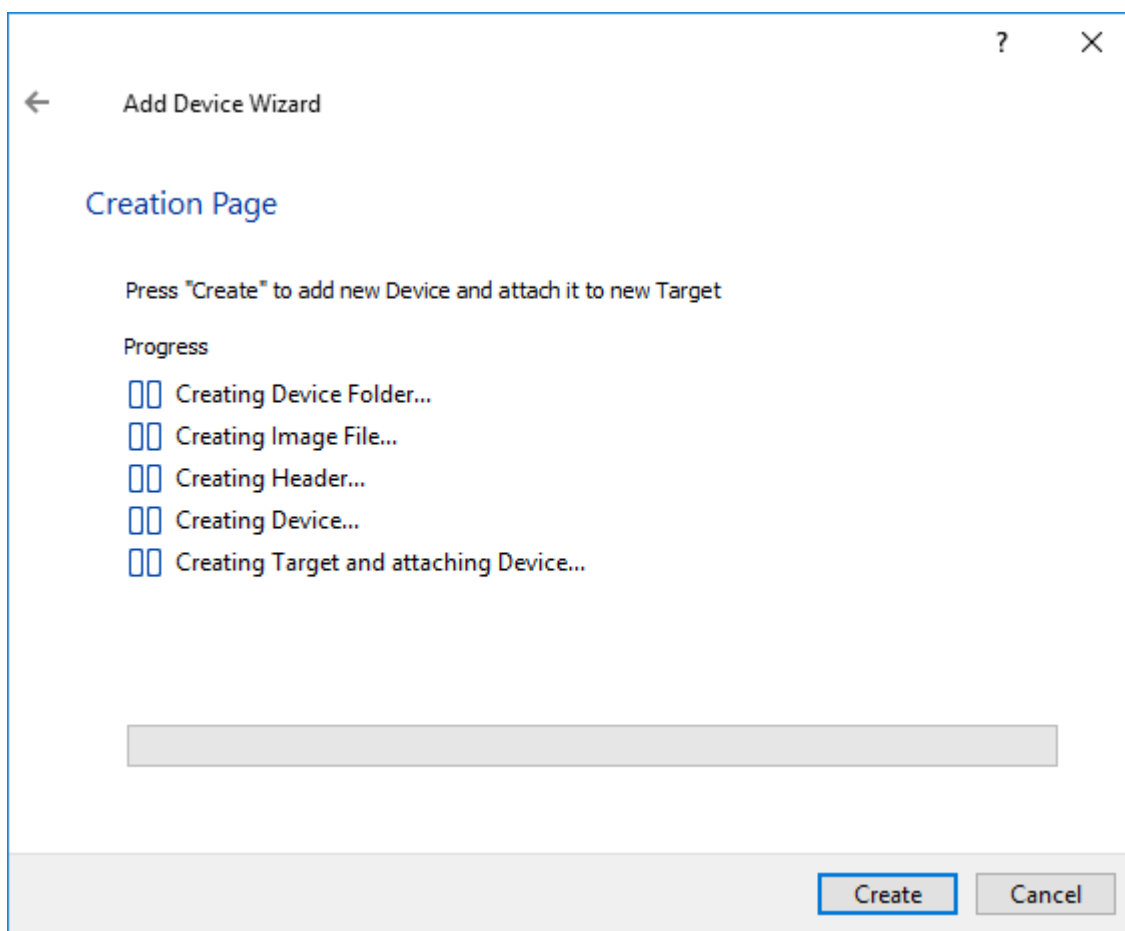 ?
Add Device Wizard
Creation Page
Press "Create" to add new Device and attach it to new Target
Progress
Creating Device Folder...
Creating Image File...
Creating Header...
Creating Device...
Creating Target and attaching Device...
Create Cancel